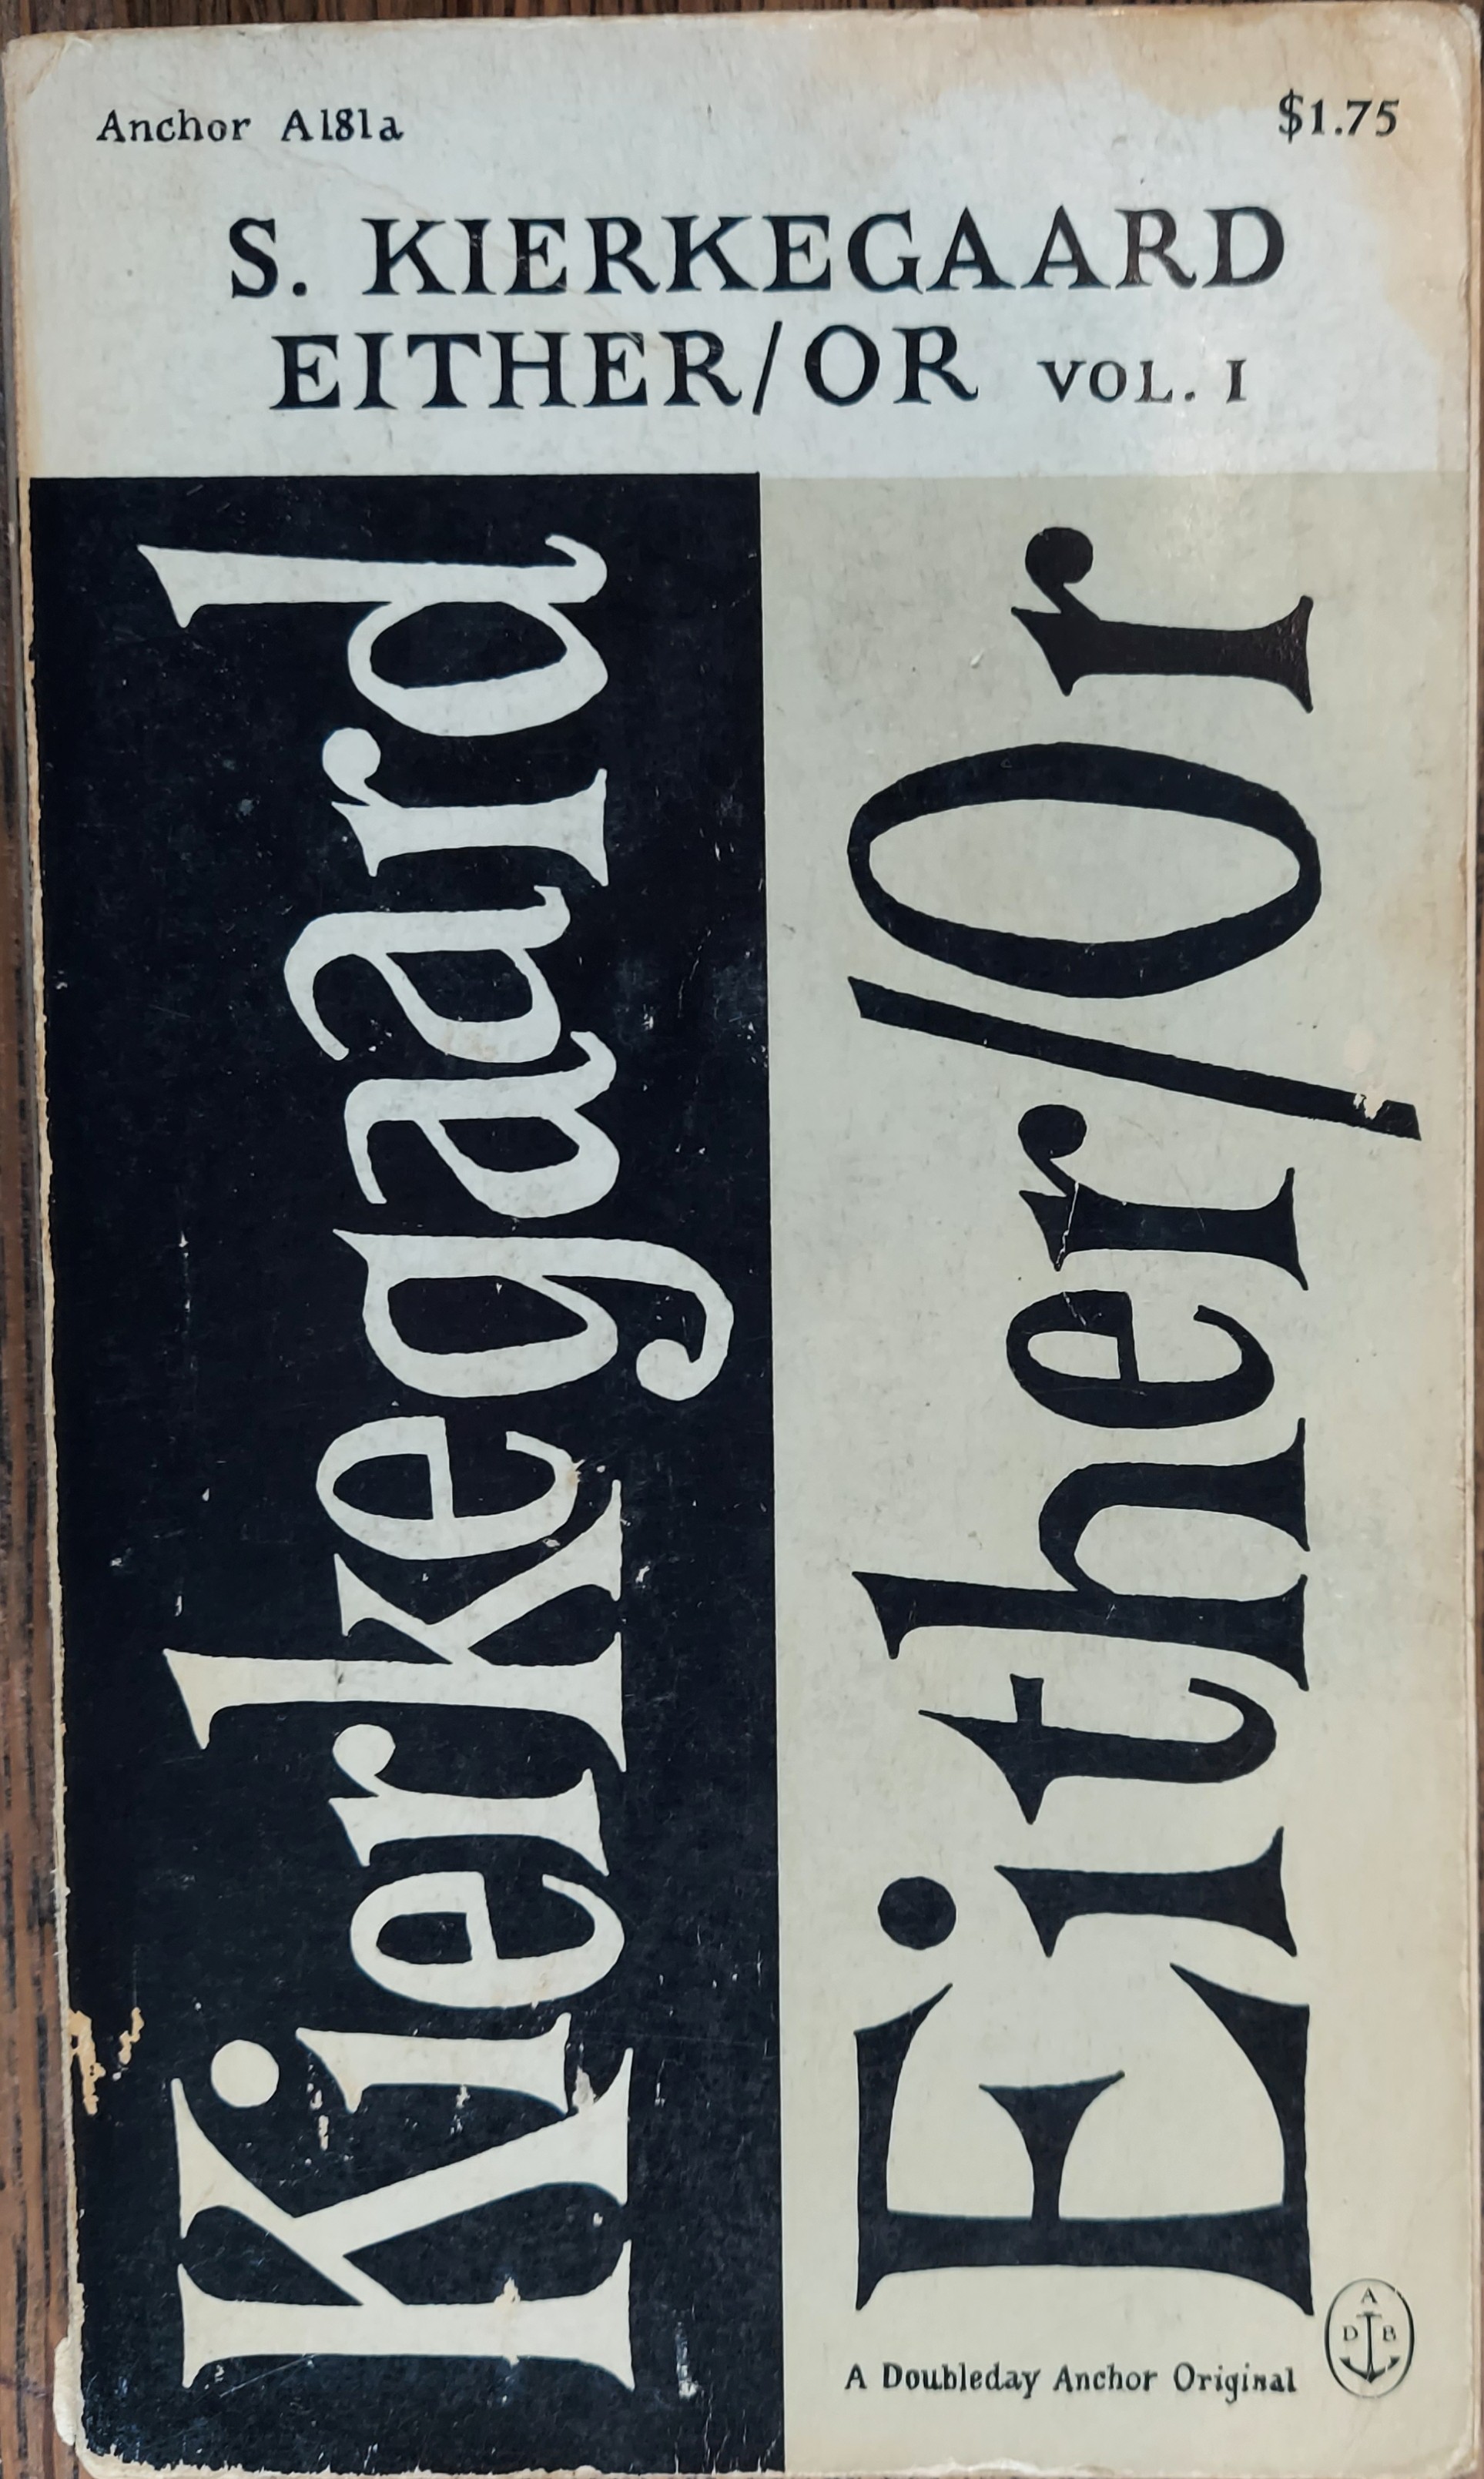 Anchor A181a
$1.75
S. KIERKEGAARD
EITHER/OR VOL. I
Kierkegaard
Either/Or
A Doubleday Anchor Original
A
D B